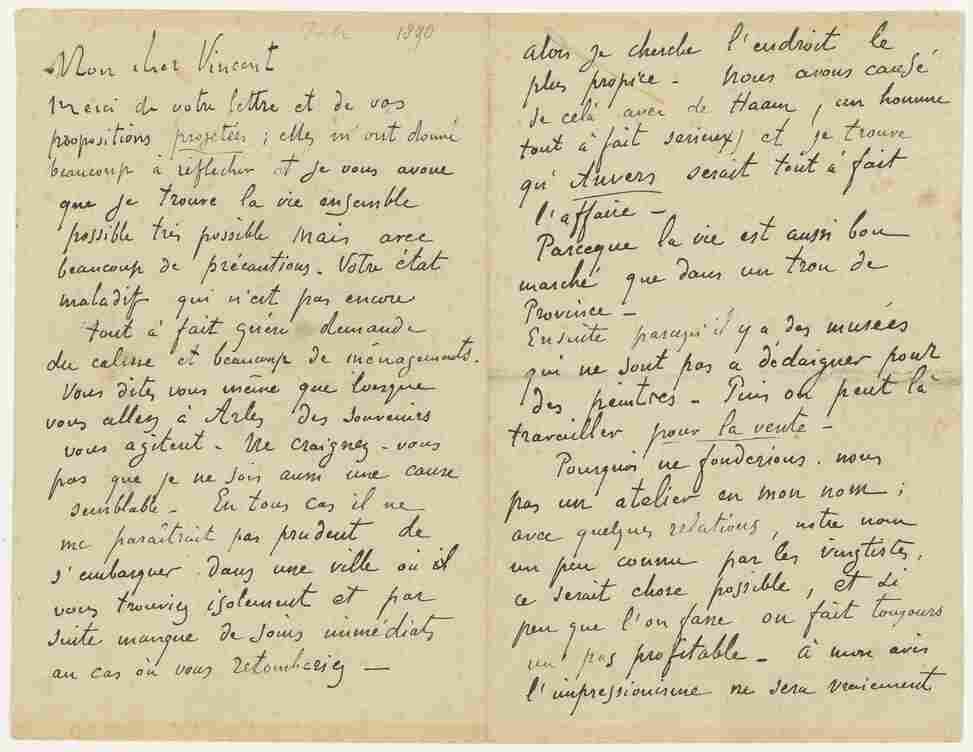 1890
Mon cher Vincent
Merci de votre lettre et de vos
propositions projetées ; elles m'ont donné
beaucoup à réflechir et je vous avoue
que je trouve la vie ensemble
possible très possible mais avec
beaucoup de précautions. Votre état
maladif qui n'est pas encore
tout à fait guéri demande
du calme et beaucoup de ménagements.
Vous dites vous même que lorsque
vous allez à Arles des souvenirs
vous agitent - Ne craignez-vous
pas que je ne sois aussi une cause
semblable - En tous cas il ne
me paraîtrait pas prudent de
s'embarquer dans une ville où il
vous trouviez isolement et par
suite manque de soins immédiats
au cas où vous retomberiez —
alors je cherche l'endroit le
plus propice - Nous avons causé
de celà avec de Haan, un homme
tout à fait serieux, et je trouve
qu'Anvers serait tout à fait
l'affaire -
Parceque la vie est aussi bon
marché que dans un trou de
Province -
Ensuite parcequ'il y a des musées
qui ne sont pas a dédaigner pour
des peintres - Puis on peut là
travailler pour la vente -
Pourquoi ne fonderions. nous
pas un atelier en mon nom ;
avec quelques relations, notre nom
un peu connu par les vingtistes,
ce serait chose possible, et si
peu que l'on fasse on fait toujours
un pas profitable - à mon avis
l'impressionisme ne sera vraiment